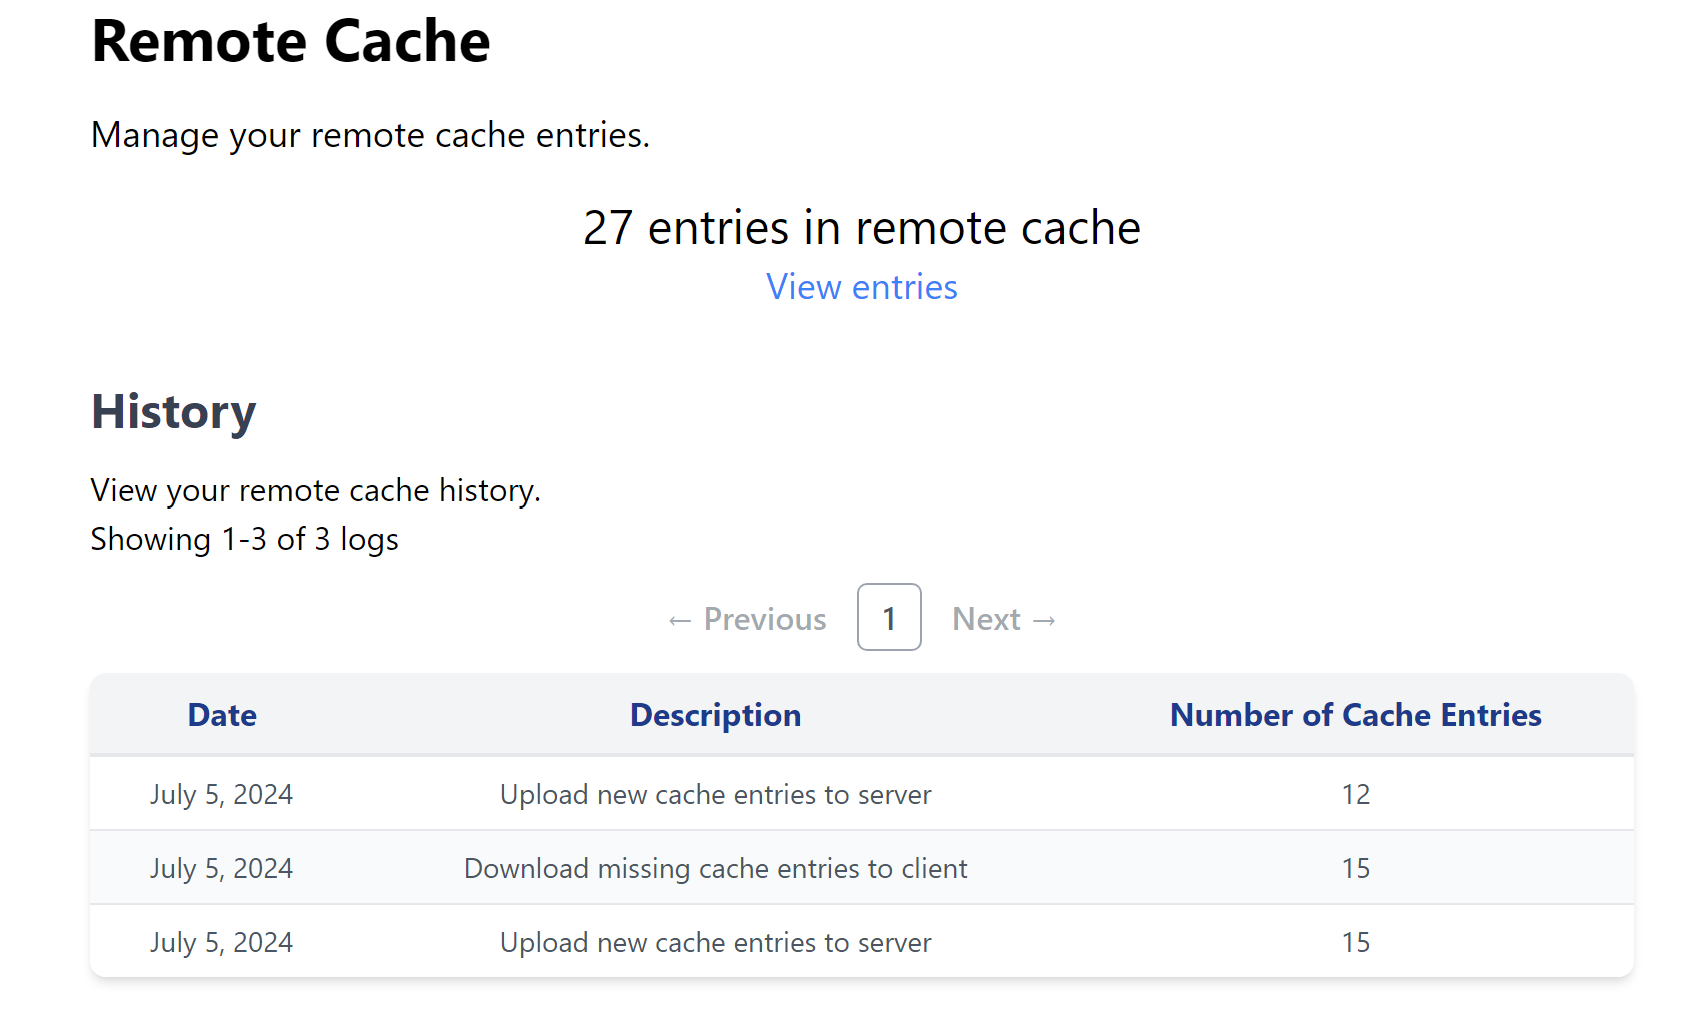 Remote Cache
Manage your remote cache entries.
27 entries in remote cache
View entries
History
View your remote cache history.
Showing 1-3 of 3 logs
← Previous 1 Next →
Date Description Number of Cache Entries
July 5, 2024 Upload new cache entries to server 12
July 5, 2024 Download missing cache entries to client 15
July 5, 2024 Upload new cache entries to server 15